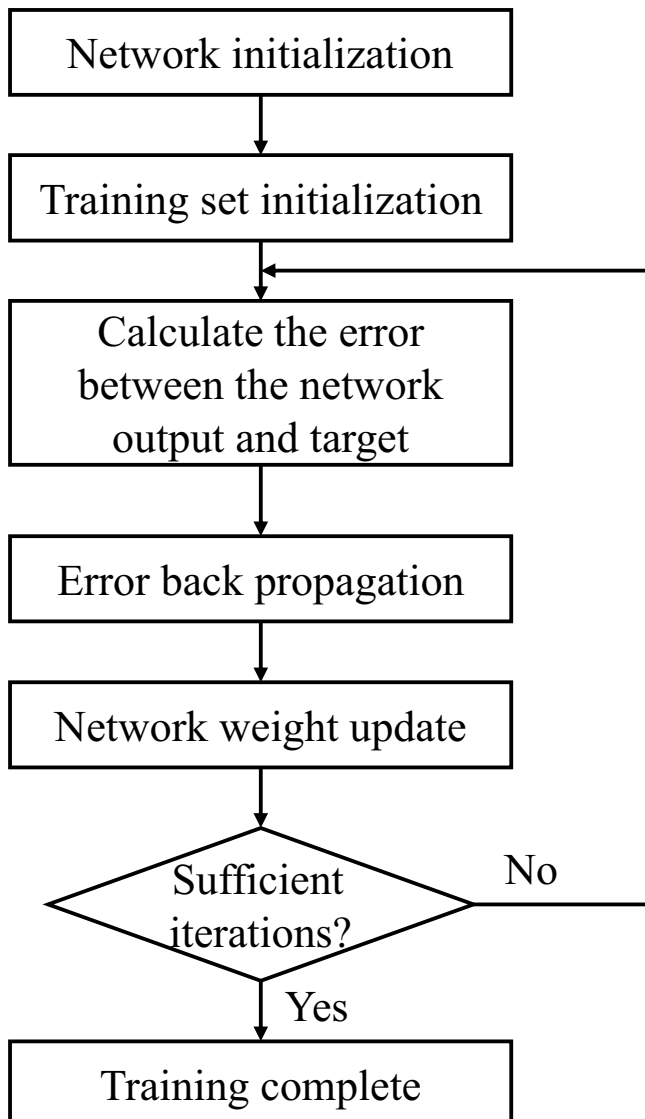 Network initialization
Training set initialization
Calculate the error
between the network
output and target
Error back propagation
Network weight update
Sufficient
iterations?
No
Yes
Training complete